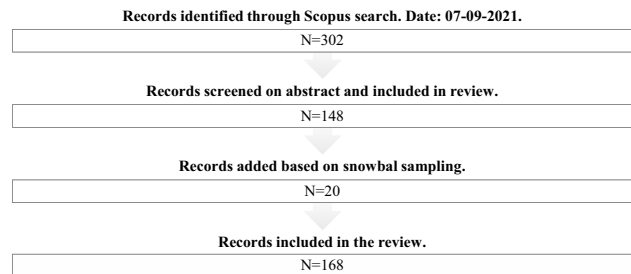 Records identified through Scopus search. Date: 07-09-2021.
N=302
Records screened on abstract and included in review.
N=148
Records added based on snowbal sampling.
N=20
Records included in the review.
N=168